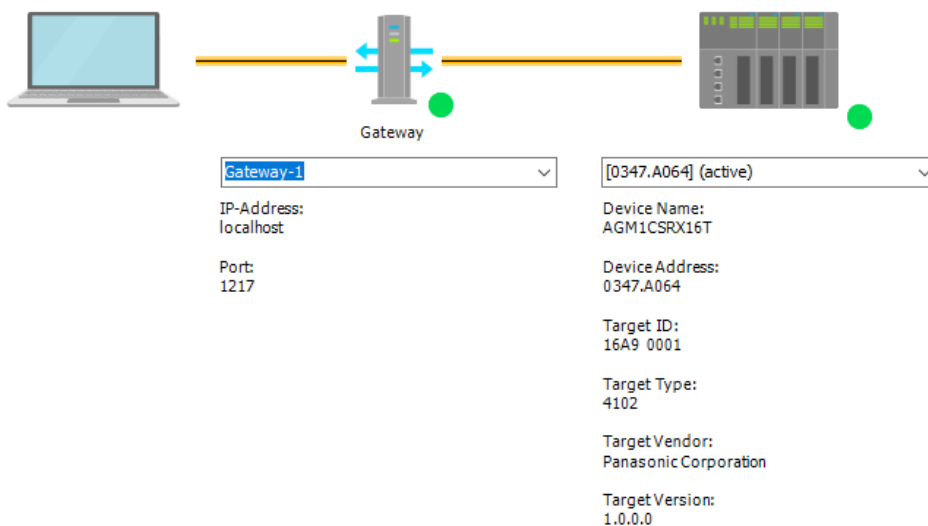 Gateway
Gateway-1
IP-Address:
localhost
Port:
1217
[0347.A064] (active)
Device Name:
AGM1CSRX16T
Device Address:
0347.A064
Target ID:
16A9 0001
Target Type:
4102
Target Vendor:
Panasonic Corporation
Target Version:
1.0.0.0